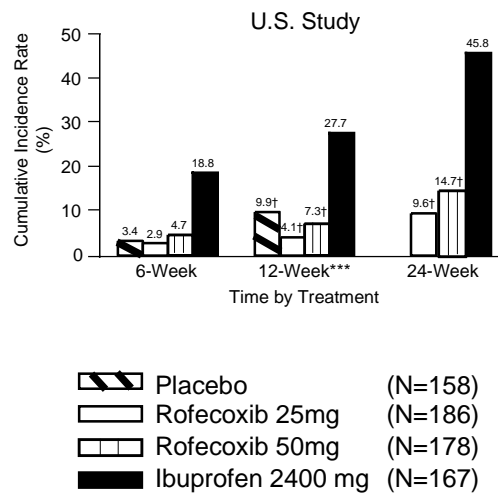 U.S. Study
Cumulative Incidence Rate
(%)
50
40
30
20
10
0
3.4
2.9
4.7
18.8
9.9†
4.1†
7.3†
27.7
9.6†
14.7†
45.8
6-Week
12-Week***
24-Week
Time by Treatment
Placebo (N=158)
Rofecoxib 25mg (N=186)
Rofecoxib 50mg (N=178)
Ibuprofen 2400 mg (N=167)